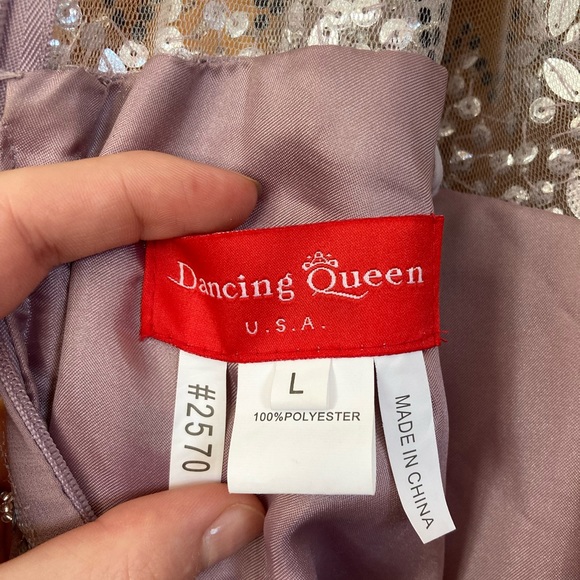 Dancing Queen
U.S.A.
L
100%POLYESTER
#2570
MADE IN CHINA